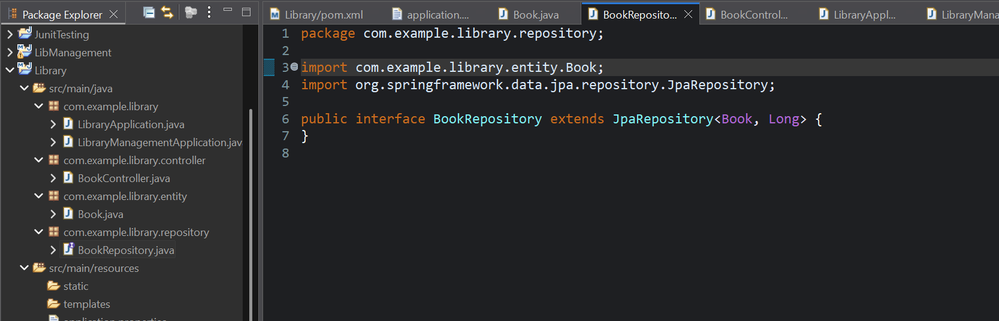 Package Explorer
JunitTesting
LibManagement
Library
src/main/java
com.example.library
LibraryApplication.java
LibraryManagementApplication.jav
com.example.library.controller
BookController.java
com.example.library.entity
Book.java
com.example.library.repository
BookRepository.java
src/main/resources
static
templates
application.properties
Library/pom.xml application.... Book.java BookReposito... BookControl... LibraryAppl... LibraryMana
1 package com.example.library.repository;
2
3 import com.example.library.entity.Book;
4 import org.springframework.data.jpa.repository.JpaRepository;
5
6 public interface BookRepository extends JpaRepository<Book, Long> {
7 }
8